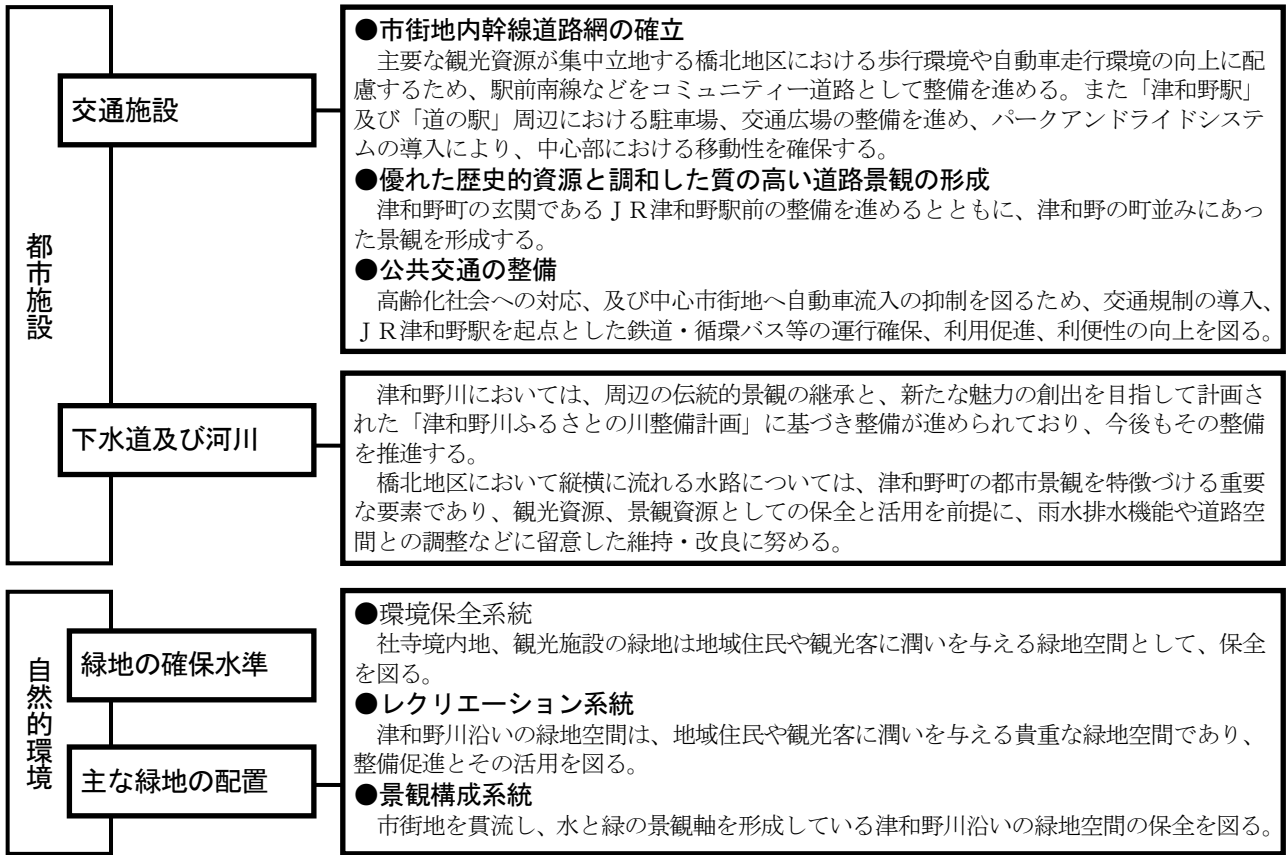 都市施設
交通施設
●市街地内幹線道路網の確立
主要な観光資源が集中立地する橋北地区における歩行環境や自動車走行環境の向上に配
慮するため、駅前南線などをコミュニティー道路として整備を進める。また「津和野駅」
及び「道の駅」周辺における駐車場、交通広場の整備を進め、パークアンドライドシステ
ムの導入により、中心部における移動性を確保する。
●優れた歴史的資源と調和した質の高い道路景観の形成
津和野町の玄関であるＪＲ津和野駅前の整備を進めるとともに、津和野の町並みにあっ
た景観を形成する。
●公共交通の整備
高齢化社会への対応、及び中心市街地へ自動車流入の抑制を図るため、交通規制の導入、
ＪＲ津和野駅を起点とした鉄道・循環バス等の運行確保、利用促進、利便性の向上を図る。
下水道及び河川
津和野川においては、周辺の伝統的景観の継承と、新たな魅力の創出を目指して計画さ
れた「津和野川ふるさとの川整備計画」に基づき整備が進められており、今後もその整備
を推進する。
橋北地区において縦横に流れる水路については、津和野町の都市景観を特徴づける重要
な要素であり、観光資源、景観資源としての保全と活用を前提に、雨水排水機能や道路空
間との調整などに留意した維持・改良に努める。
自然的環境
緑地の確保水準
主な緑地の配置
●環境保全系統
社寺境内地、観光施設の緑地は地域住民や観光客に潤いを与える緑地空間として、保全
を図る。
●レクリエーション系統
津和野川沿いの緑地空間は、地域住民や観光客に潤いを与える貴重な緑地空間であり、
整備促進とその活用を図る。
●景観構成系統
市街地を貫流し、水と緑の景観軸を形成している津和野川沿いの緑地空間の保全を図る。